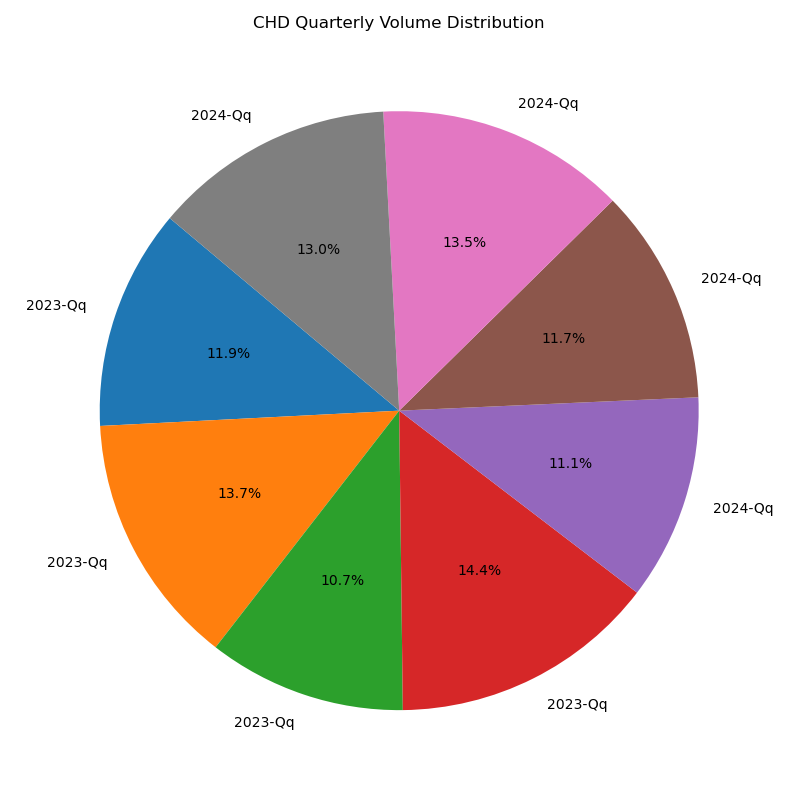 CHD Quarterly Volume Distribution
2024-Qq
2024-Qq
13.5%
13.0%
2024-Qq
2023-Qq
11.7%
11.9%
11.1%
13.7%
2024-Qq
2023-Qq
14.4%
10.7%
2023-Qq
2023-Qq